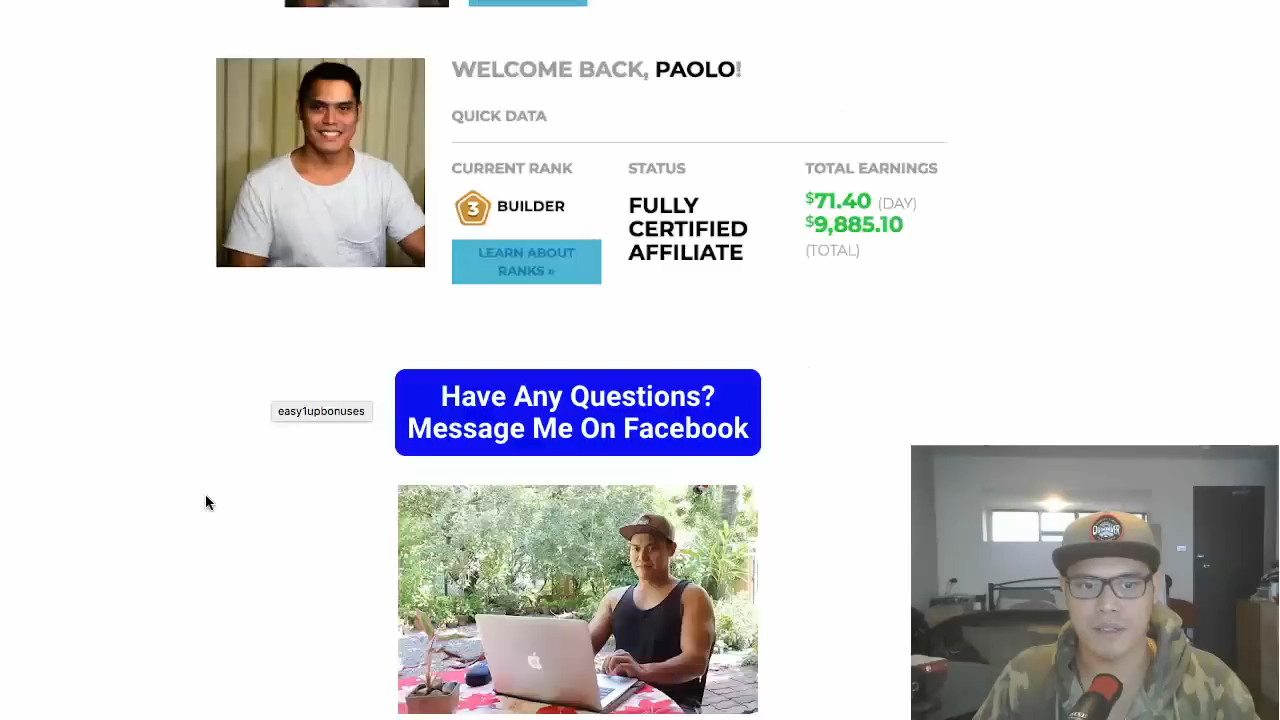 WELCOME BACK, PAOLO!
QUICK DATA
CURRENT RANK
STATUS
TOTAL EARNINGS
3 BUILDER
FULLY
CERTIFIED
AFFILIATE
$71.40 (DAY)
$9,885.10
(TOTAL)
LEARN ABOUT
RANKS »
Have Any Questions?
Message Me On Facebook
easy1upbonuses